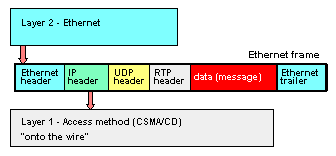 Layer 2 - Ethernet
Ethernet frame
Ethernet header
IP header
UDP header
RTP header
data (message)
Ethernet trailer
Layer 1 - Access method (CSMA/CD)
"onto the wire"